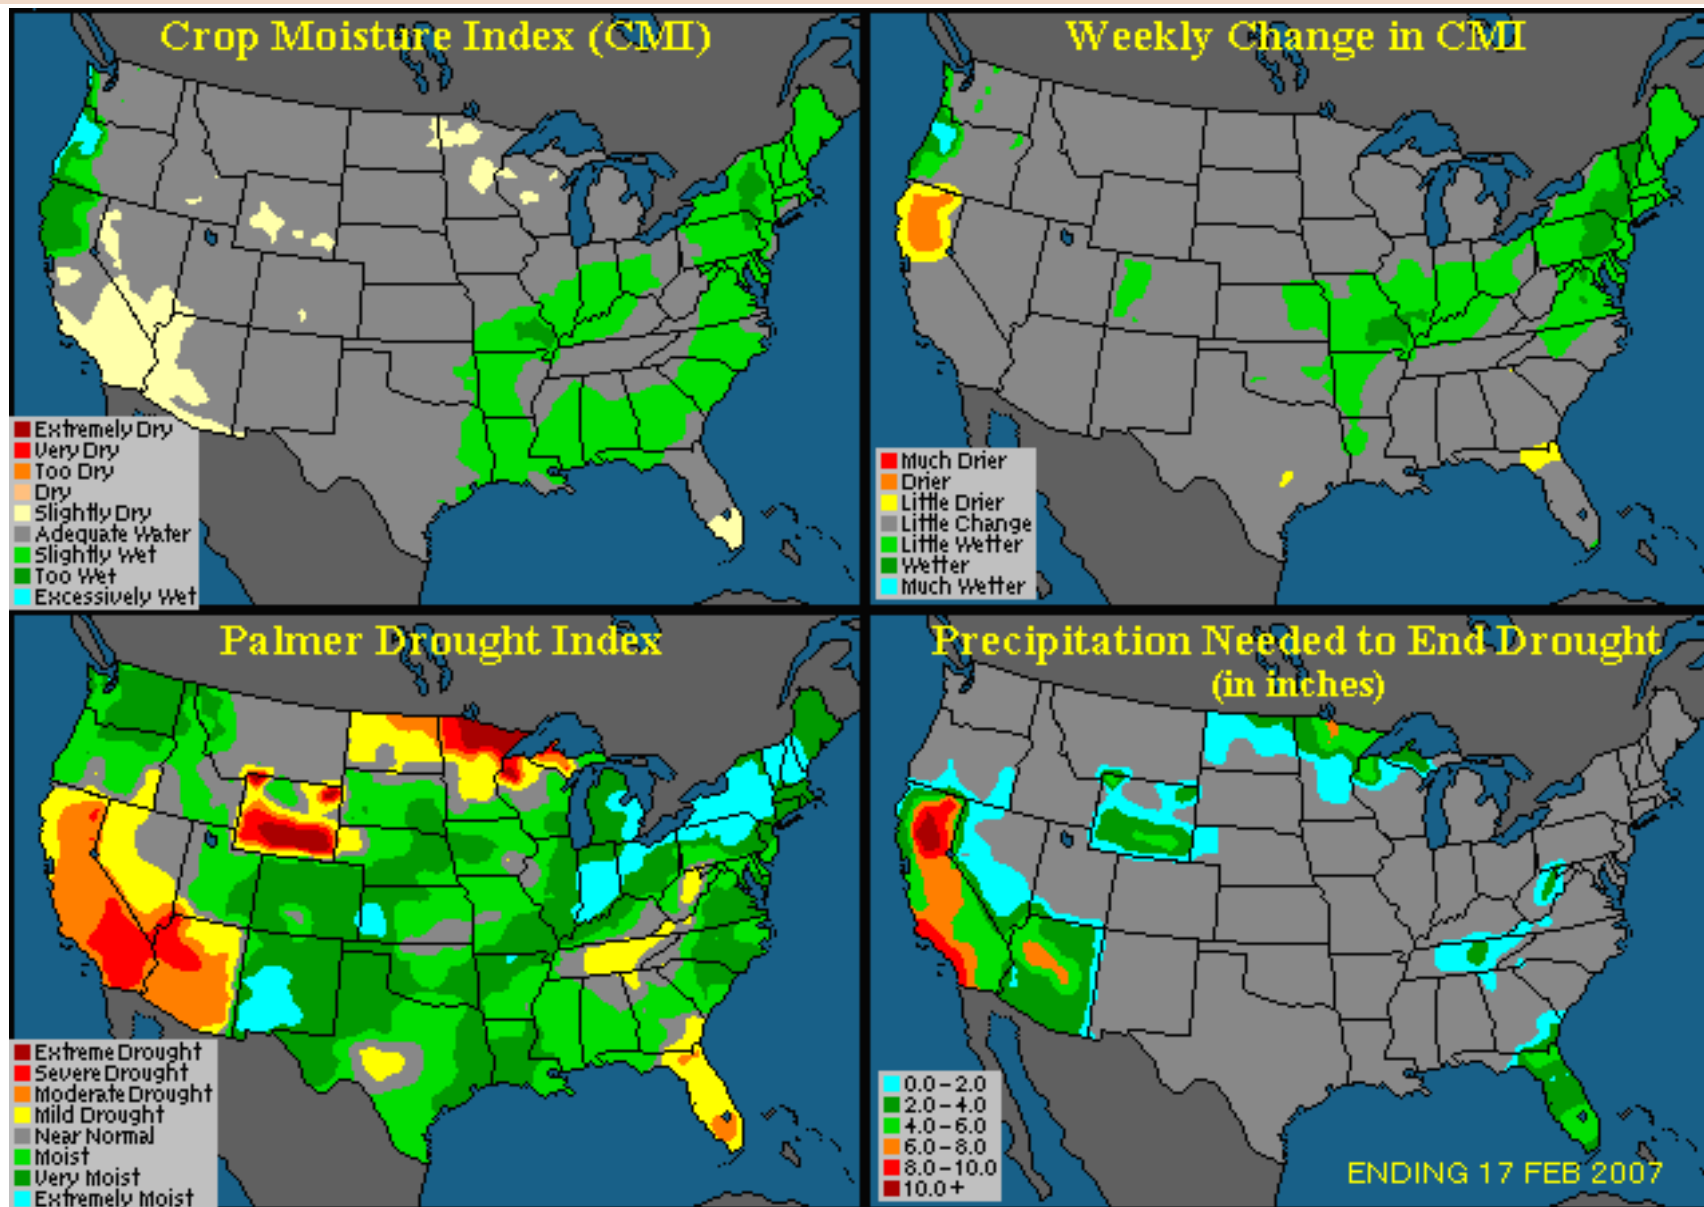 Crop Moisture Index (CMI)
Extremely Dry
Very Dry
Too Dry
Dry
Slightly Dry
Adequate Water
Slightly Wet
Too Wet
Excessively Wet
Weekly Change in CMI
Much Drier
Drier
Little Drier
Little Change
Little Wetter
Wetter
Much Wetter
Palmer Drought Index
Extreme Drought
Severe Drought
Moderate Drought
Mild Drought
Near Normal
Moist
Very Moist
Extremely Moist
Precipitation Needed to End Drought
(in inches)
0.0-2.0
2.0-4.0
4.0-6.0
6.0-8.0
8.0-10.0
10.0+
ENDING 17 FEB 2007